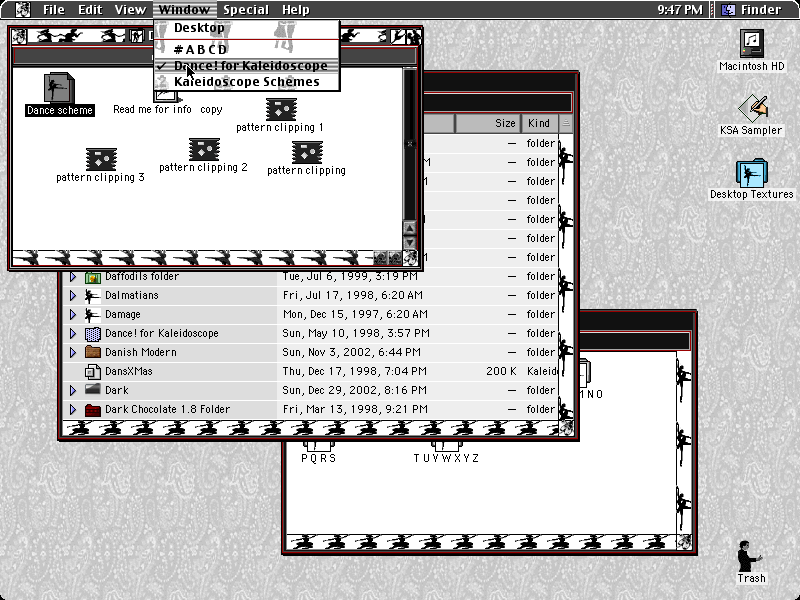 File Edit View Window Special Help 9:47 PM Finder
Desktop
#ABCD
Dance! for Kaleidoscope
Kaleidoscope Schemes
Dance scheme
Read me for info copy
pattern clipping 1
pattern clipping 3
pattern clipping 2
pattern clipping
Macintosh HD
KSA Sampler
Desktop Textures
Trash
Size Kind
— folder
— folder
— folder
— folder
— folder
— folder
— folder
Daffodils folder Tue, Jul 6, 1999, 3:19 PM — folder
Dalmatians Fri, Jul 17, 1998, 6:20 AM — folder
Damage Mon, Dec 15, 1997, 6:20 AM — folder
Dance! for Kaleidoscope Sun, May 10, 1998, 3:57 PM — folder
Danish Modern Sun, Nov 3, 2002, 6:44 PM — folder
DansXMas Thu, Dec 17, 1998, 7:04 PM 200 K Kaleid
Dark Sun, Dec 29, 2002, 8:16 PM — folder
Dark Chocolate 1.8 Folder Fri, Mar 13, 1998, 9:21 PM — folder
NO
PQRS
TUVWXYZ